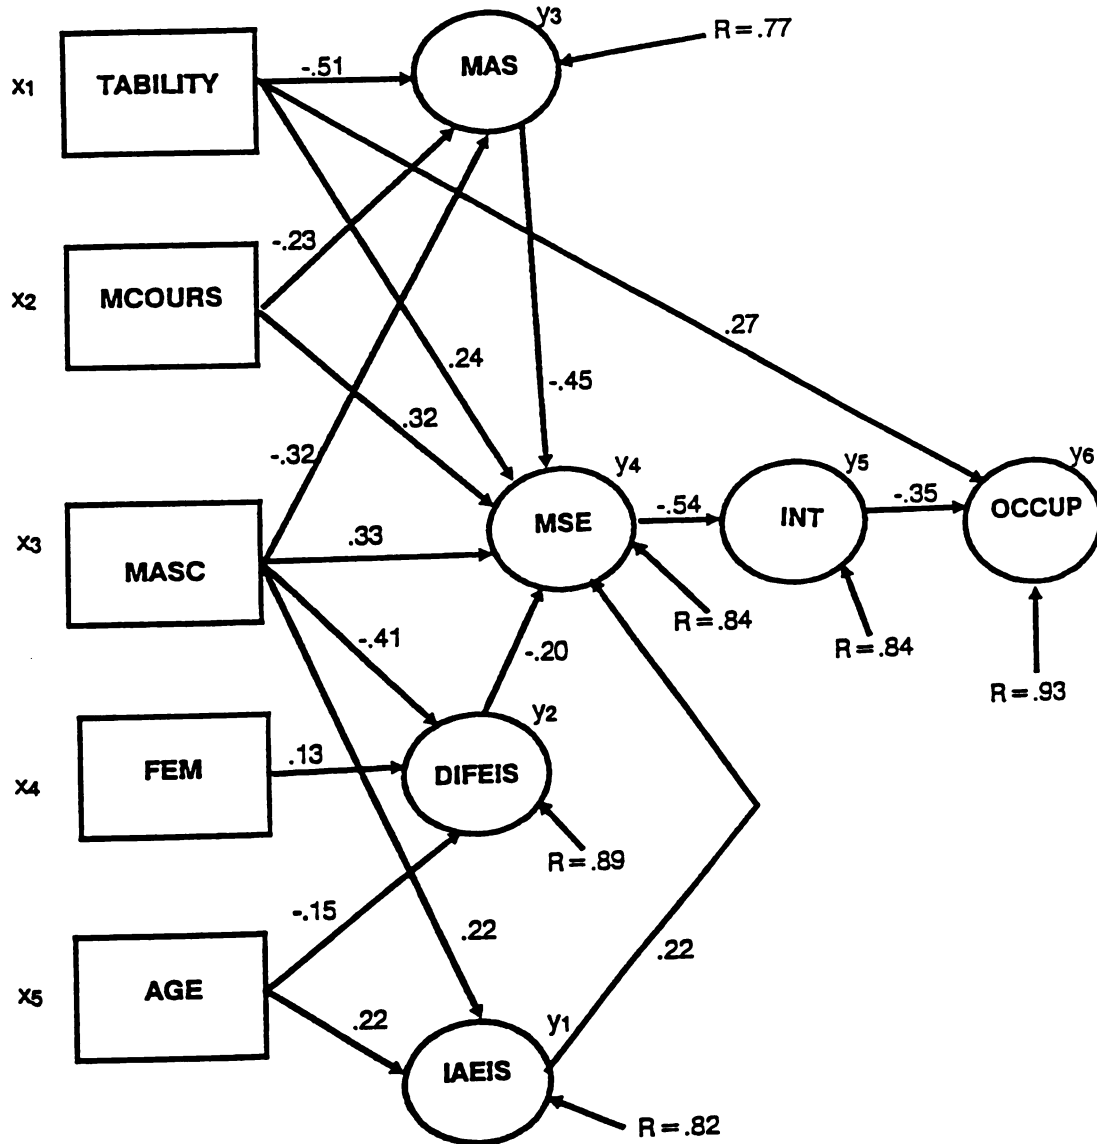 y3
R = .77
MAS
x1
TABILITY
-.51
-.23
x2
MCOURS
.27
.24
-.45
.32
-.32
y4
y5
y6
x3
MASC
.33
MSE
-.54
INT
-.35
OCCUP
R = .84
R = .84
R = .93
-.41
-.20
y2
x4
FEM
.13
DIFEIS
R = .89
-.15
.22
.22
x5
AGE
.22
y1
IAEIS
R = .82